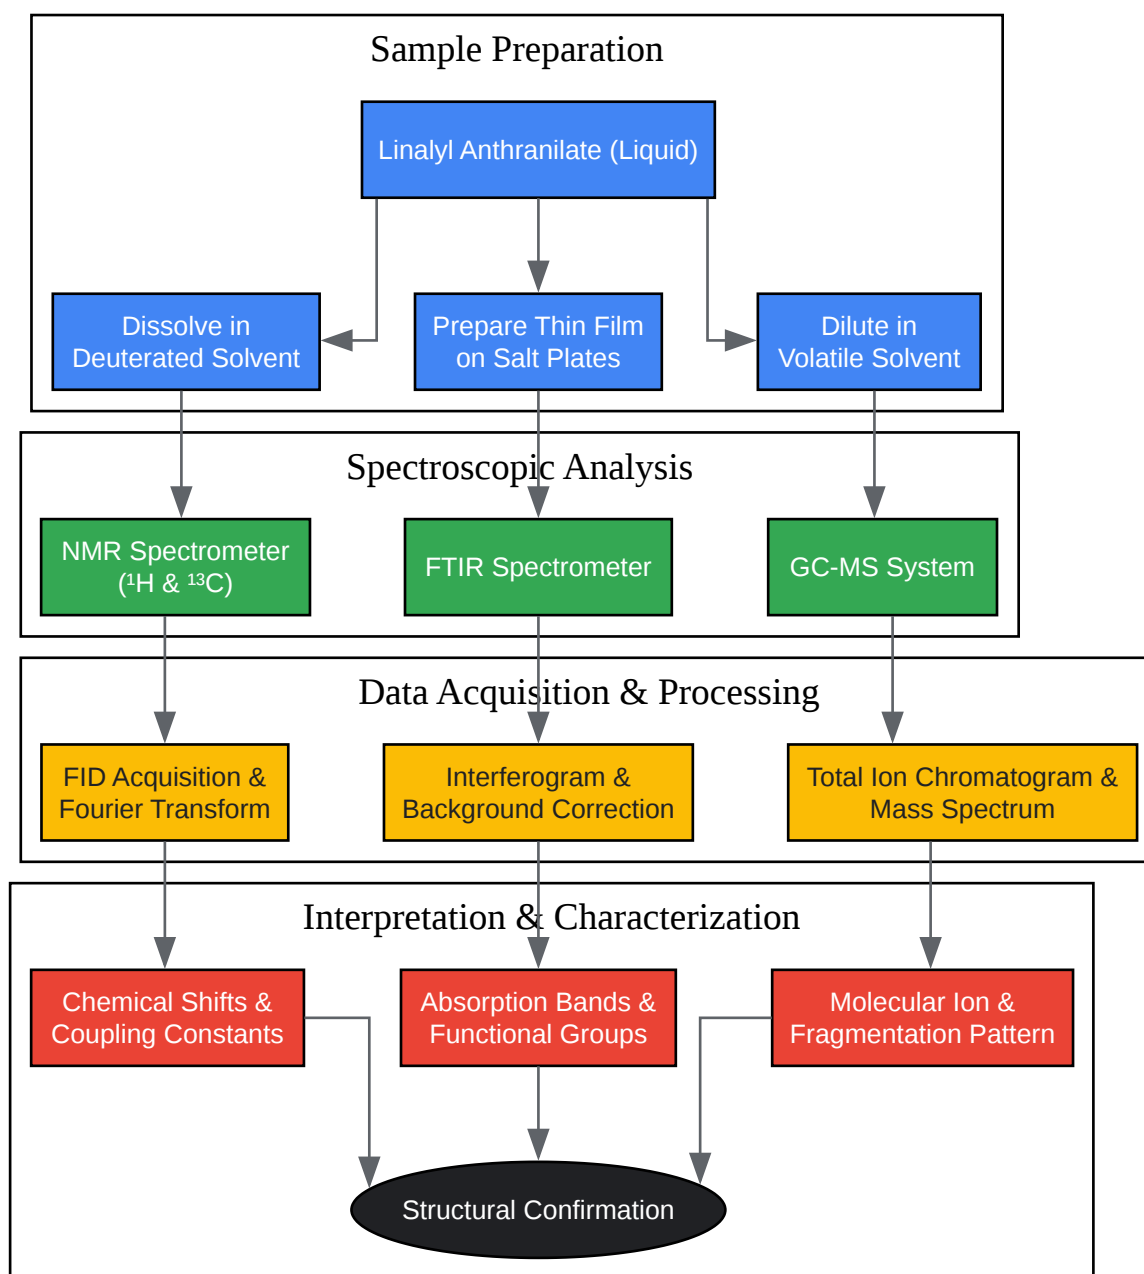 Sample Preparation
Linalyl Anthranilate (Liquid)
Dissolve in
Deuterated Solvent
Prepare Thin Film
on Salt Plates
Dilute in
Volatile Solvent
Spectroscopic Analysis
NMR Spectrometer
(¹H & ¹³C)
FTIR Spectrometer
GC-MS System
Data Acquisition & Processing
FID Acquisition &
Fourier Transform
Interferogram &
Background Correction
Total Ion Chromatogram &
Mass Spectrum
Interpretation & Characterization
Chemical Shifts &
Coupling Constants
Absorption Bands &
Functional Groups
Molecular Ion &
Fragmentation Pattern
Structural Confirmation